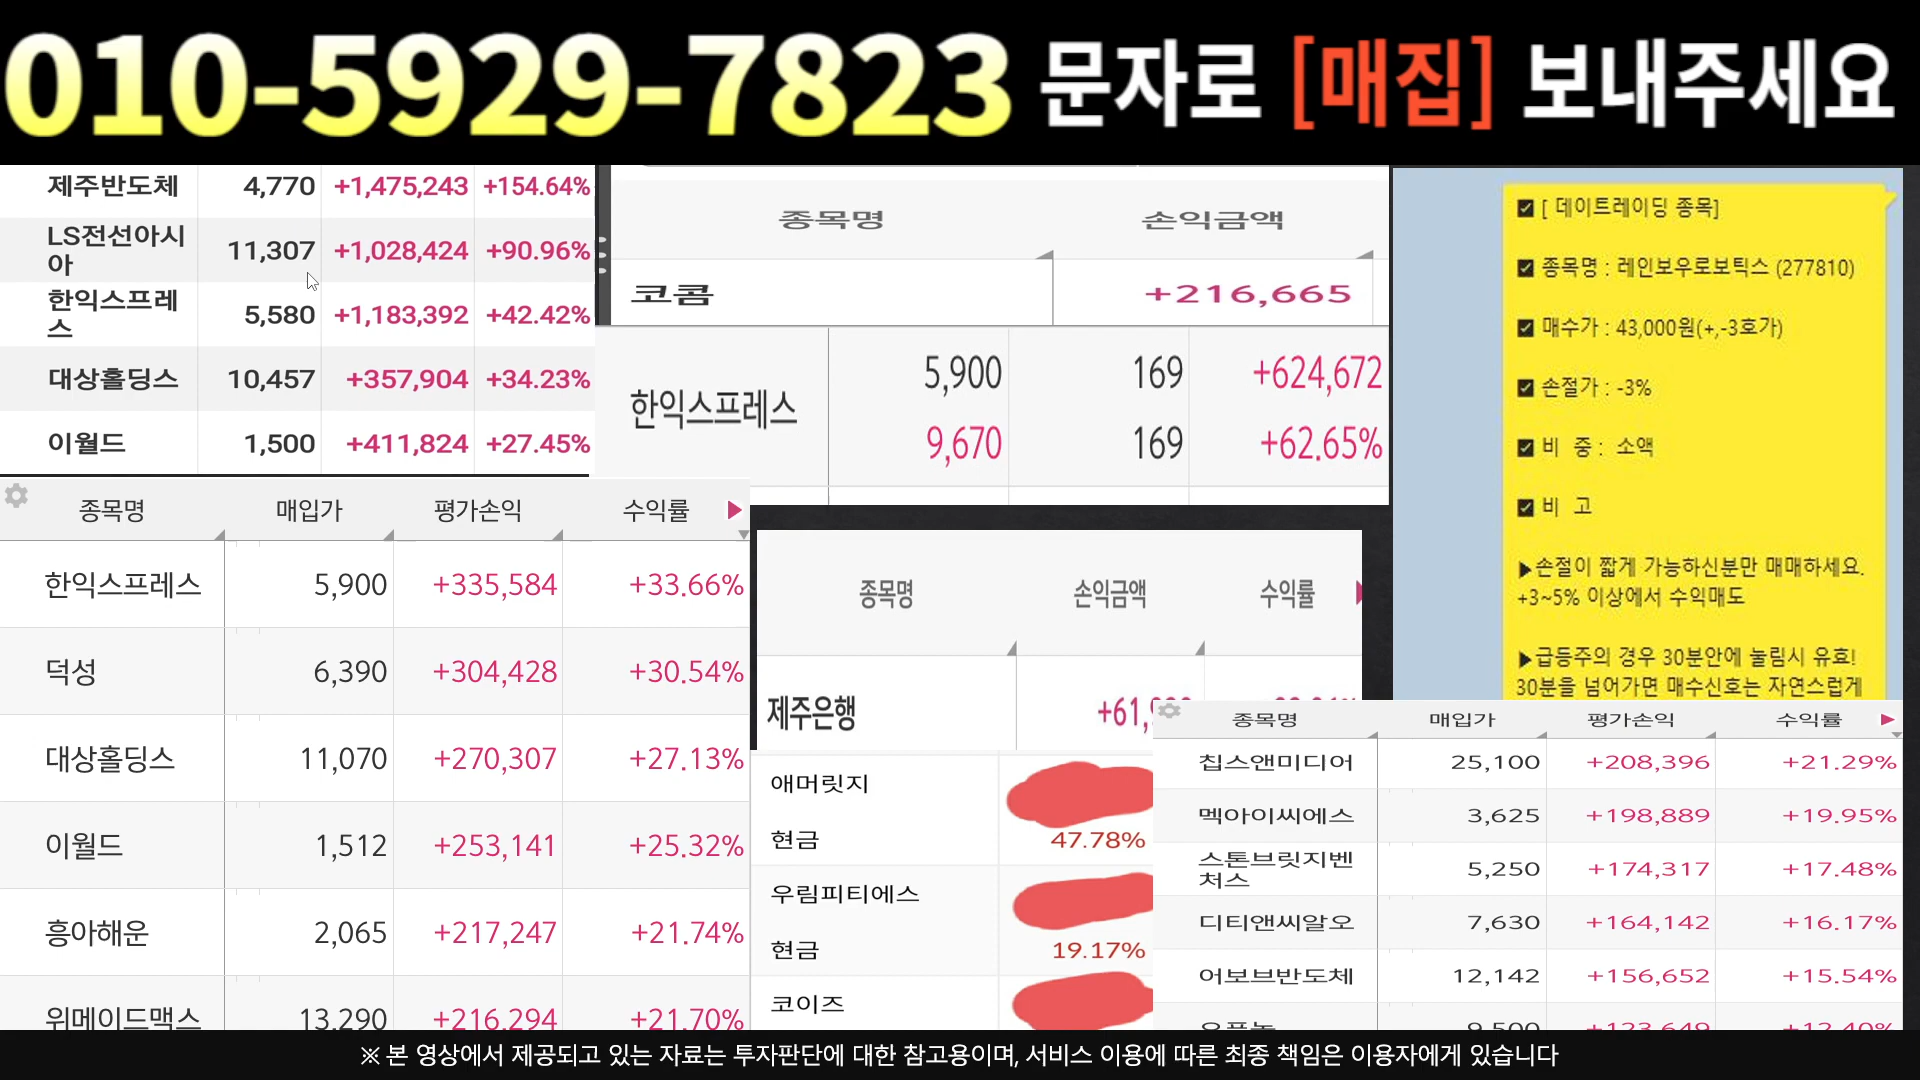 010-5929-7823 문자로 [매집] 보내주세요
제주반도체 4,770 +1,475,243 +154.64%
LS전선아시아 11,307 +1,028,424 +90.96%
한익스프레스 5,580 +1,183,392 +42.42%
대상홀딩스 10,457 +357,904 +34.23%
이월드 1,500 +411,824 +27.45%
종목명 손익금액
코콤 +216,665
한익스프레스 5,900 169 +624,672
9,670 169 +62.65%
☑ [ 데이트레이딩 종목]
☑ 종목명 : 레인보우로보틱스 (277810)
☑ 매수가 : 43,000원(+,-3호가)
☑ 손절가 : -3%
☑ 비 중 : 소액
☑ 비 고
▶손절이 짧게 가능하신분만 매매하세요.
+3~5% 이상에서 수익매도
▶급등주의 경우 30분안에 눌림시 유효!
30분을 넘어가면 매수신호는 자연스럽게
종목명 매입가 평가손익 수익률
한익스프레스 5,900 +335,584 +33.66%
덕성 6,390 +304,428 +30.54%
대상홀딩스 11,070 +270,307 +27.13%
이월드 1,512 +253,141 +25.32%
흥아해운 2,065 +217,247 +21.74%
위메이드맥스 13,290 +216,294 +21.70%
종목명 손익금액 수익률
제주은행 +61,
애머릿지
현금 47.78%
우림피티에스
현금 19.17%
코이즈
종목명 매입가 평가손익 수익률
칩스앤미디어 25,100 +208,396 +21.29%
멕아이씨에스 3,625 +198,889 +19.95%
스톤브릿지벤처스 5,250 +174,317 +17.48%
디티앤씨알오 7,630 +164,142 +16.17%
어보브반도체 12,142 +156,652 +15.54%
※ 본 영상에서 제공되고 있는 자료는 투자판단에 대한 참고용이며, 서비스 이용에 따른 최종 책임은 이용자에게 있습니다